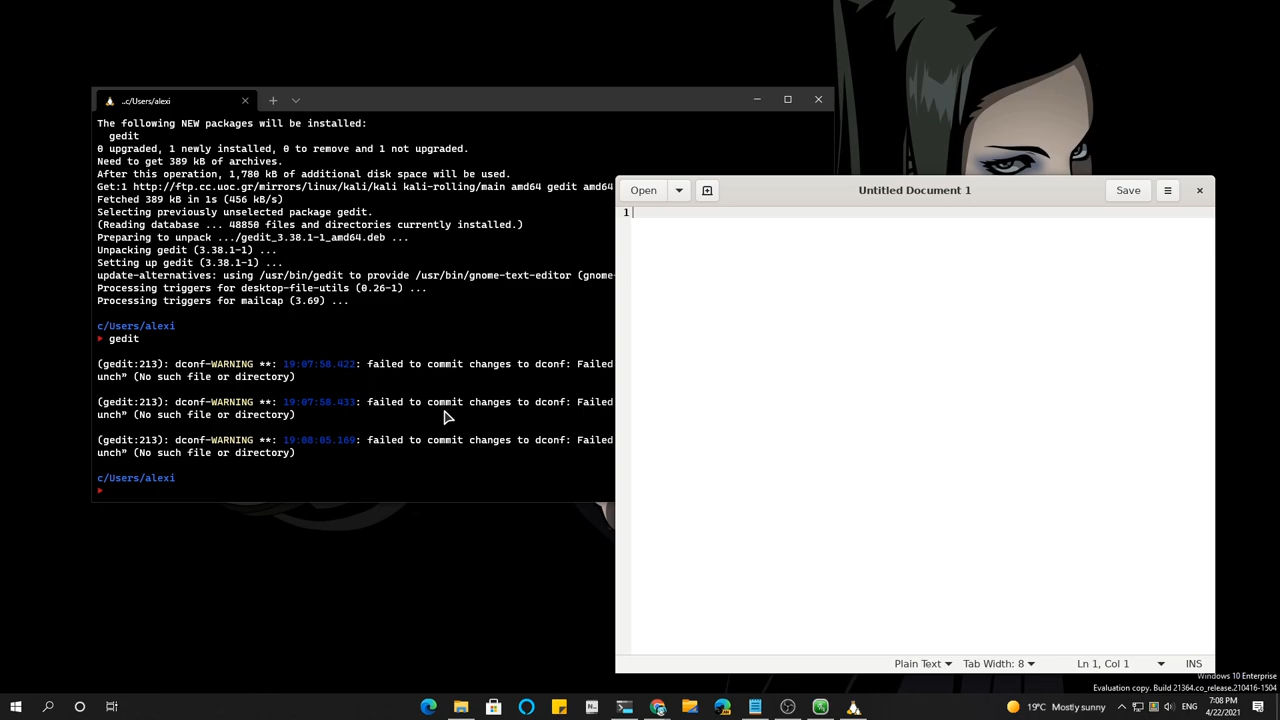 ..c/Users/alexi
The following NEW packages will be installed:
gedit
0 upgraded, 1 newly installed, 0 to remove and 1 not upgraded.
Need to get 389 kB of archives.
After this operation, 1,780 kB of additional disk space will be used.
Get:1 http://ftp.cc.uoc.gr/mirrors/linux/kali/kali kali-rolling/main amd64 gedit amd64
Fetched 389 kB in 1s (456 kB/s)
Selecting previously unselected package gedit.
(Reading database ... 48850 files and directories currently installed.)
Preparing to unpack .../gedit_3.38.1-1_amd64.deb ...
Unpacking gedit (3.38.1-1) ...
Setting up gedit (3.38.1-1) ...
update-alternatives: using /usr/bin/gedit to provide /usr/bin/gnome-text-editor (gnome-
Processing triggers for desktop-file-utils (0.26-1) ...
Processing triggers for mailcap (3.69) ...
c/Users/alexi
gedit
(gedit:213): dconf-WARNING **: 19:07:58.422: failed to commit changes to dconf: Failed
unch” (No such file or directory)
(gedit:213): dconf-WARNING **: 19:07:58.433: failed to commit changes to dconf: Failed
unch” (No such file or directory)
(gedit:213): dconf-WARNING **: 19:08:05.169: failed to commit changes to dconf: Failed
unch” (No such file or directory)
c/Users/alexi
Open Untitled Document 1 Save
1
Plain Text Tab Width: 8 Ln 1, Col 1 INS
Windows 10 Enterprise
Evaluation copy. Build 21364.co_release.210416-1504
19°C Mostly sunny ENG 7:08 PM
4/22/2021